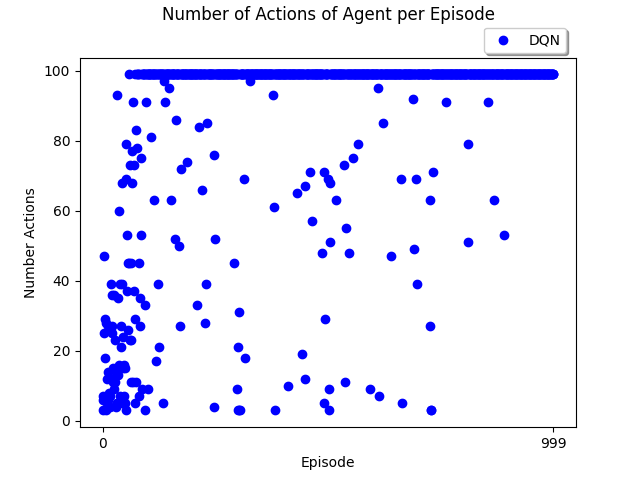 Number of Actions of Agent per Episode
DQN
100
80
60
40
20
0
Number Actions
0 999
Episode